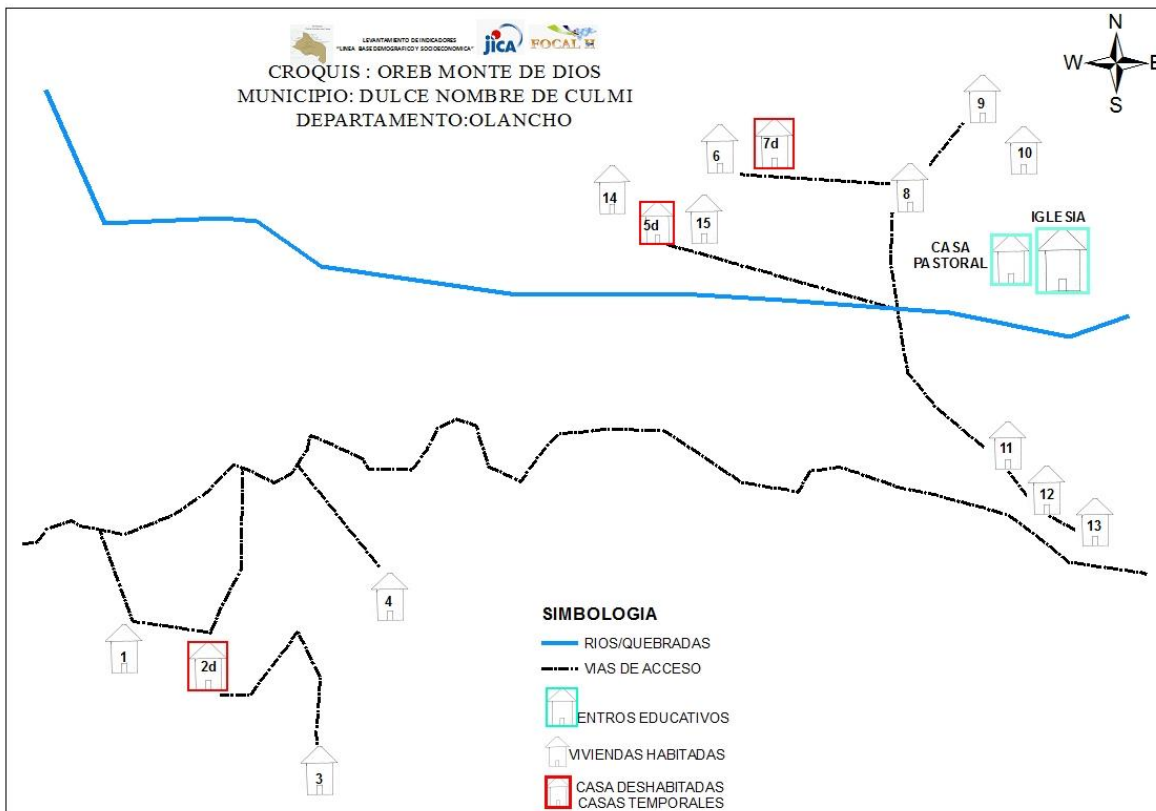 LEVANTAMIENTO DE INDICADORES
"LINEA BASE DEMOGRAFICO Y SOCIOECONOMICA"
JICA
FOCAL H
CROQUIS : OREB MONTE DE DIOS
MUNICIPIO: DULCE NOMBRE DE CULMI
DEPARTAMENTO:OLANCHO
N
W
E
S
9
6
7d
10
8
14
5d
15
IGLESIA
CASA
PASTORAL
11
12
13
4
1
2d
3
SIMBOLOGIA
RIOS/QUEBRADAS
VIAS DE ACCESO
ENTROS EDUCATIVOS
VIVIENDAS HABITADAS
CASA DESHABITADAS
CASAS TEMPORALES